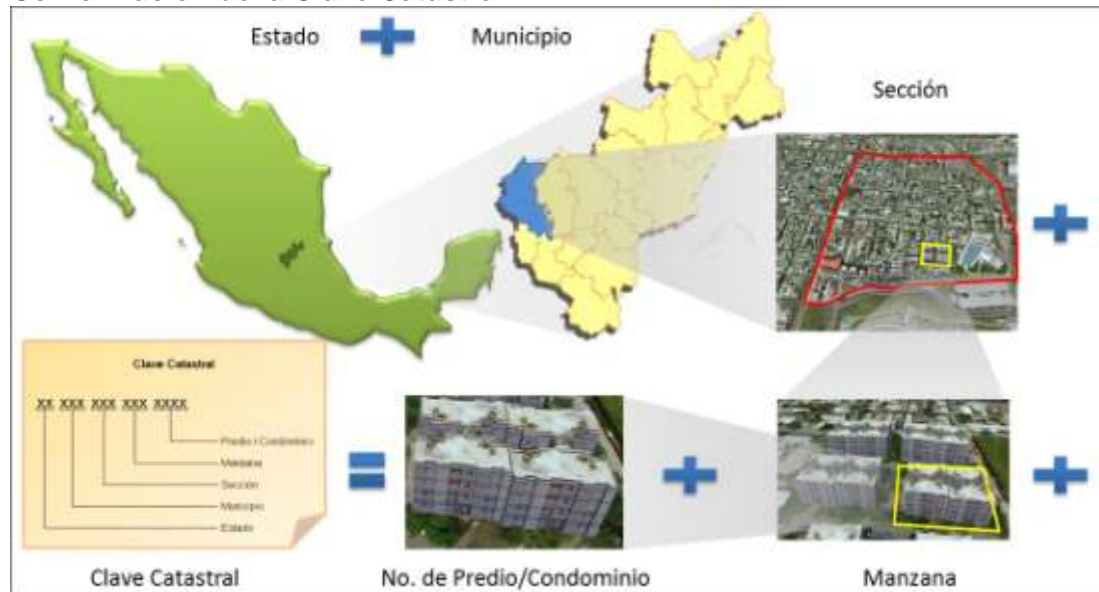 Estado
Municipio
Sección
Clave Catastral
XX XXX XXX XXX XXXX
Predio / Condominio
Manzana
Sección
Municipio
Estado
Clave Catastral
No. de Predio/Condominio
Manzana